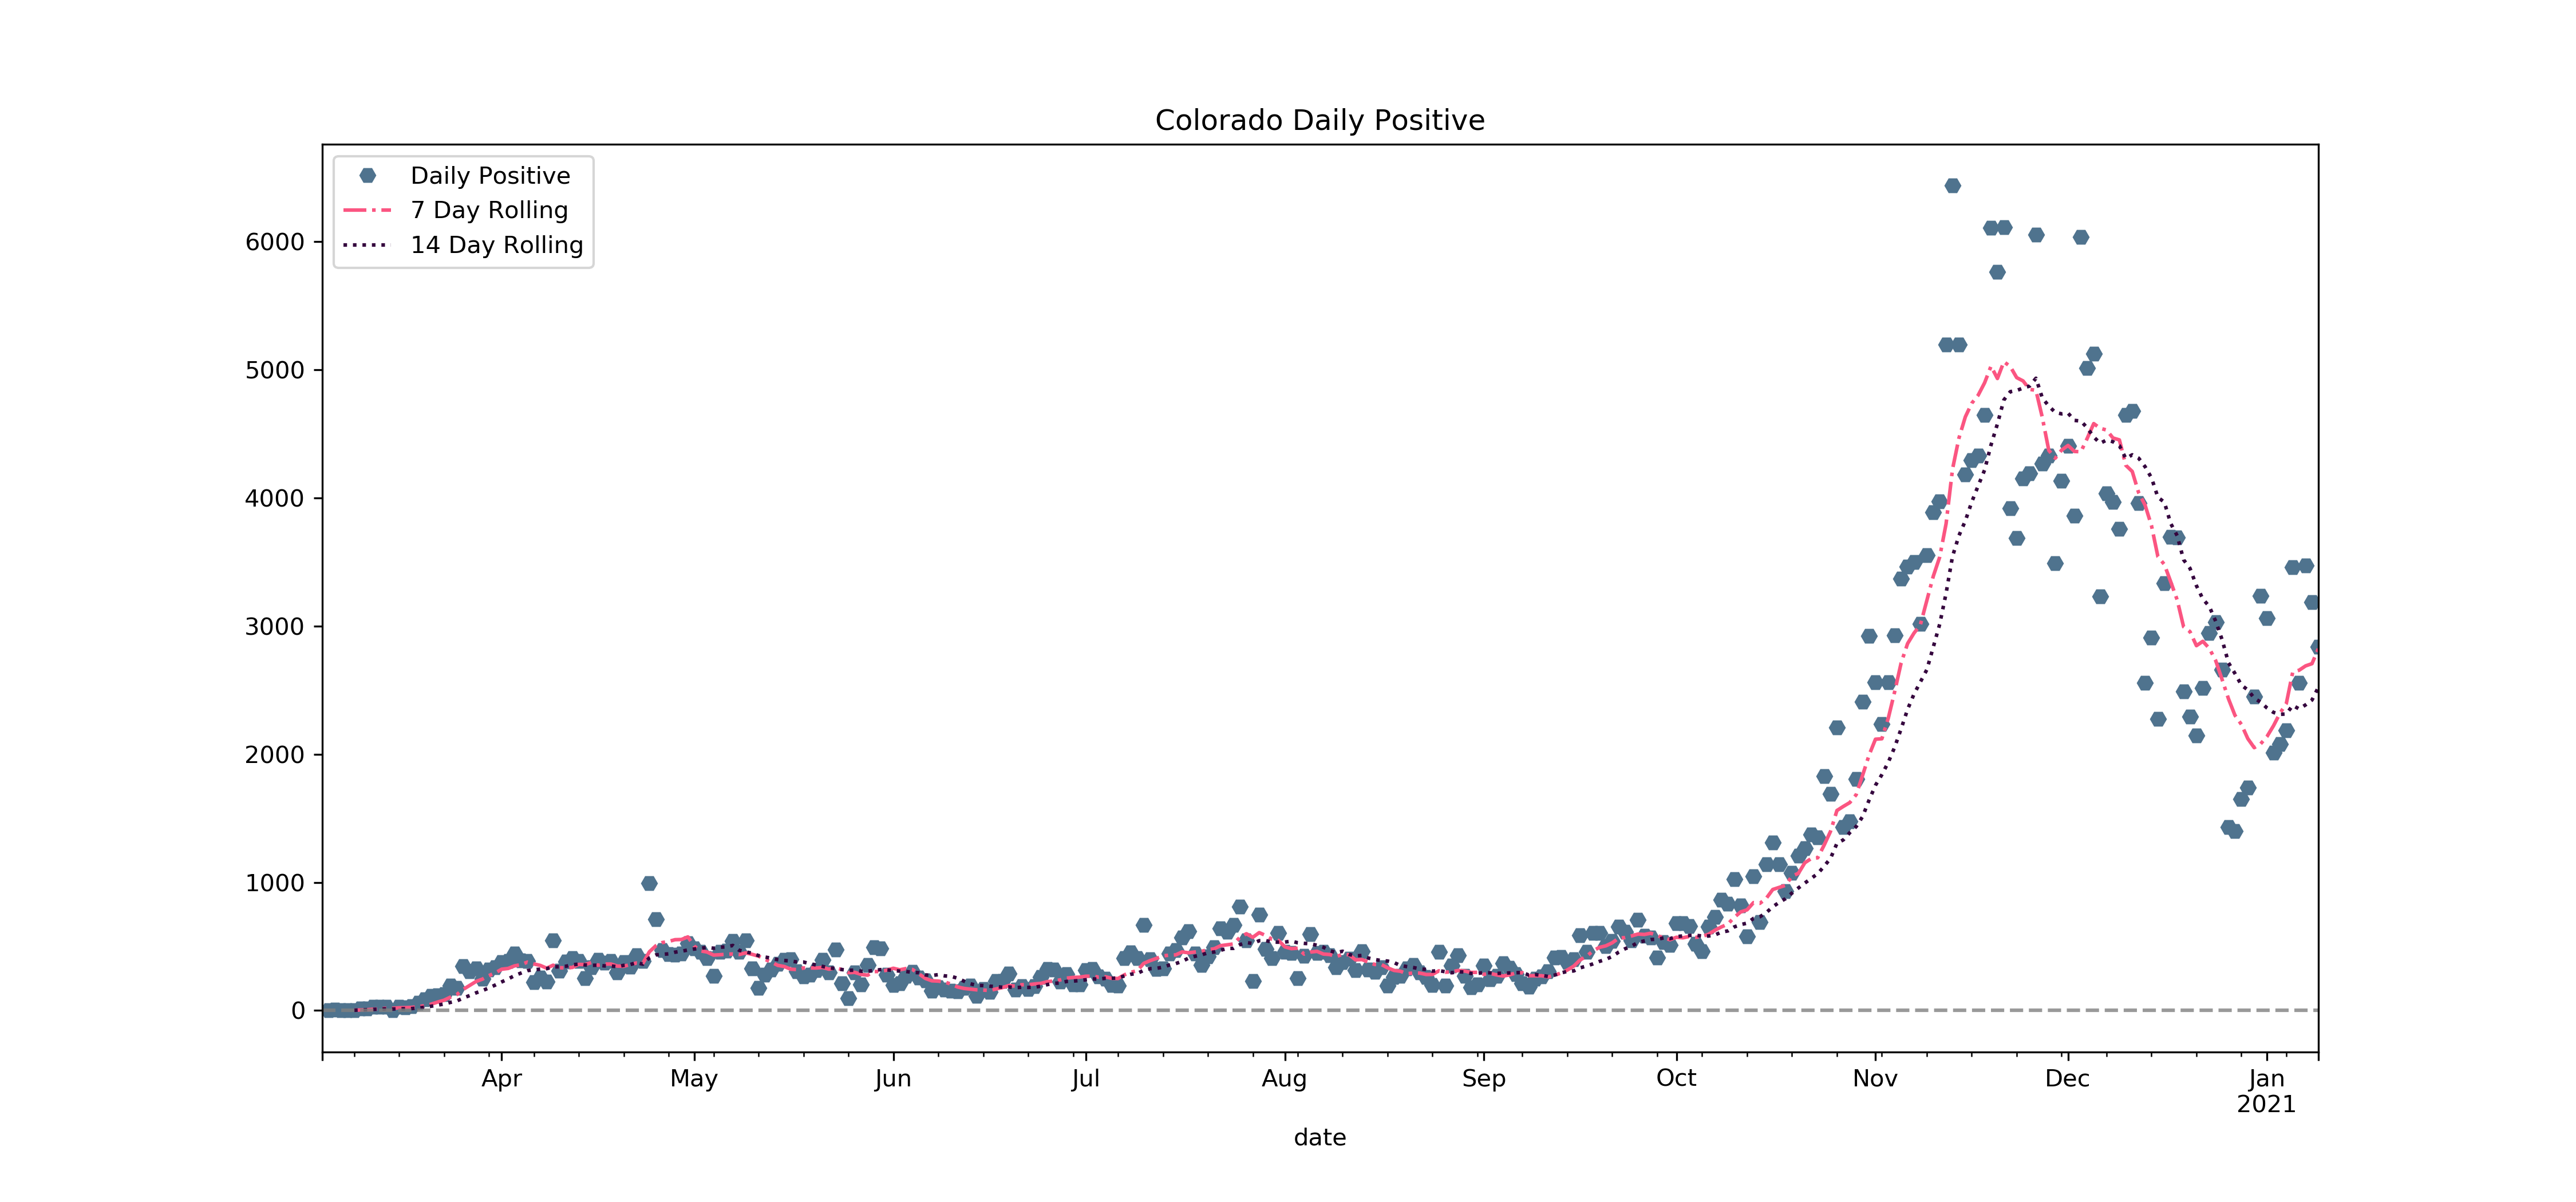 Colorado Daily Positive
Daily Positive
7 Day Rolling
14 Day Rolling
6000
5000
4000
3000
2000
1000
0
Apr May Jun Jul Aug Sep Oct Nov Dec Jan
2021
date